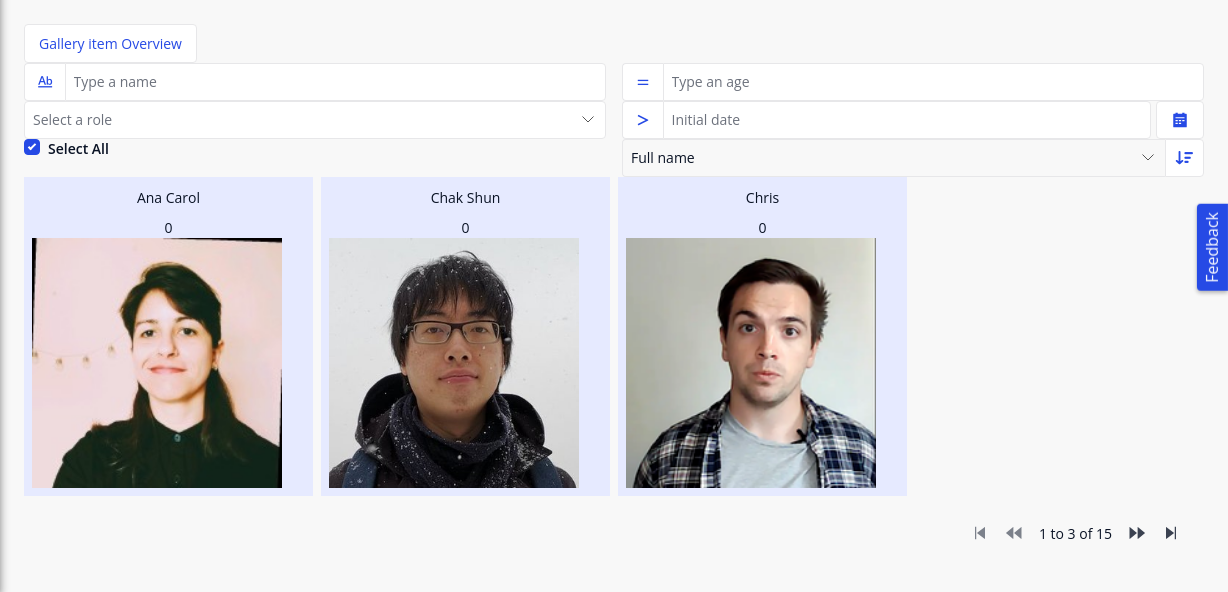 Gallery item Overview
Ab Type a name
= Type an age
Select a role
> Initial date
Select All
Full name
Ana Carol
0
Chak Shun
0
Chris
0
Feedback
1 to 3 of 15